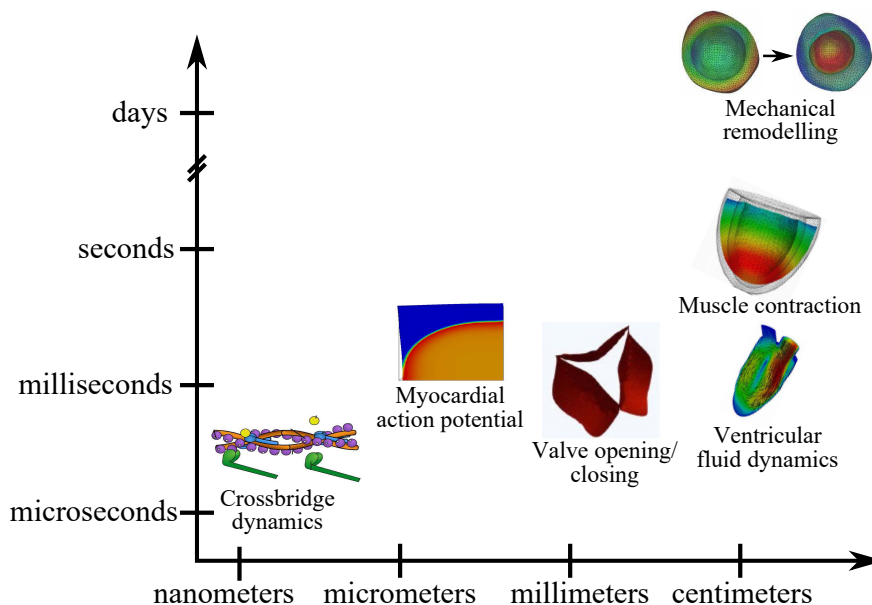 days
Mechanical
remodelling
seconds
Muscle contraction
milliseconds
Myocardial
action potential
Valve opening/
closing
Ventricular
fluid dynamics
Crossbridge
dynamics
microseconds
nanometers
micrometers
millimeters
centimeters